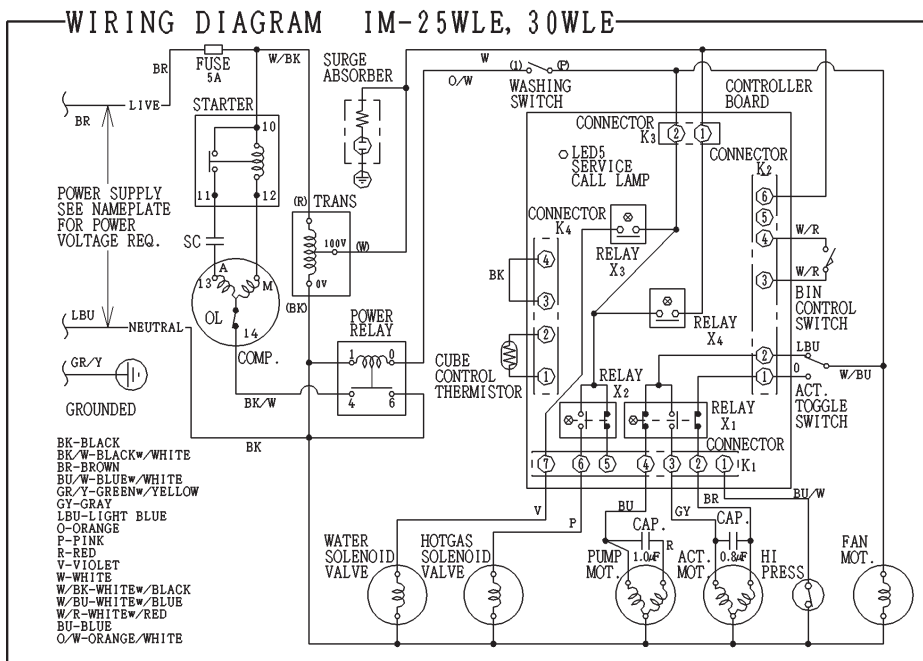 WIRING DIAGRAM IM-25WLE, 30WLE
BR
FUSE
5A
W/BK
SURGE
ABSORBER
W
O/W
(1)
(P)
WASHING
SWITCH
CONTROLLER
BOARD
LIVE
BR
STARTER
10
11
12
CONNECTOR
K3
2
1
LED5
SERVICE
CALL LAMP
CONNECTOR
K2
6
5
4
3
2
1
POWER SUPPLY
SEE NAMEPLATE
FOR POWER
VOLTAGE REQ.
SC
(R)
TRANS
100V
(W)
0V
(BK)
CONNECTOR
K4
4
3
2
1
BK
RELAY
X3
RELAY
X4
W/R
W/R
BIN
CONTROL
SWITCH
A
13
M
OL
14
COMP.
LBU
NEUTRAL
POWER
RELAY
1
0
4
6
CUBE
CONTROL
THERMISTOR
LBU
0
W/BU
ACT.
TOGGLE
SWITCH
GR/Y
GROUNDED
BK/W
BK
RELAY
X2
RELAY
X1
CONNECTOR
K1
7
6
5
4
3
2
1
BK-BLACK
BK/W-BLACKw/WHITE
BR-BROWN
BU/W-BLUEw/WHITE
GR/Y-GREENw/YELLOW
GY-GRAY
LBU-LIGHT BLUE
O-ORANGE
P-PINK
R-RED
V-VIOLET
W-WHITE
W/BK-WHITEw/BLACK
W/BU-WHITEw/BLUE
W/R-WHITEw/RED
BU-BLUE
O/W-ORANGE/WHITE
V
P
BU
GY
BR
BU/W
WATER
SOLENOID
VALVE
HOTGAS
SOLENOID
VALVE
CAP.
1.0µF
R
PUMP
MOT.
CAP.
0.8µF
ACT.
MOT.
HI
PRESS
FAN
MOT.